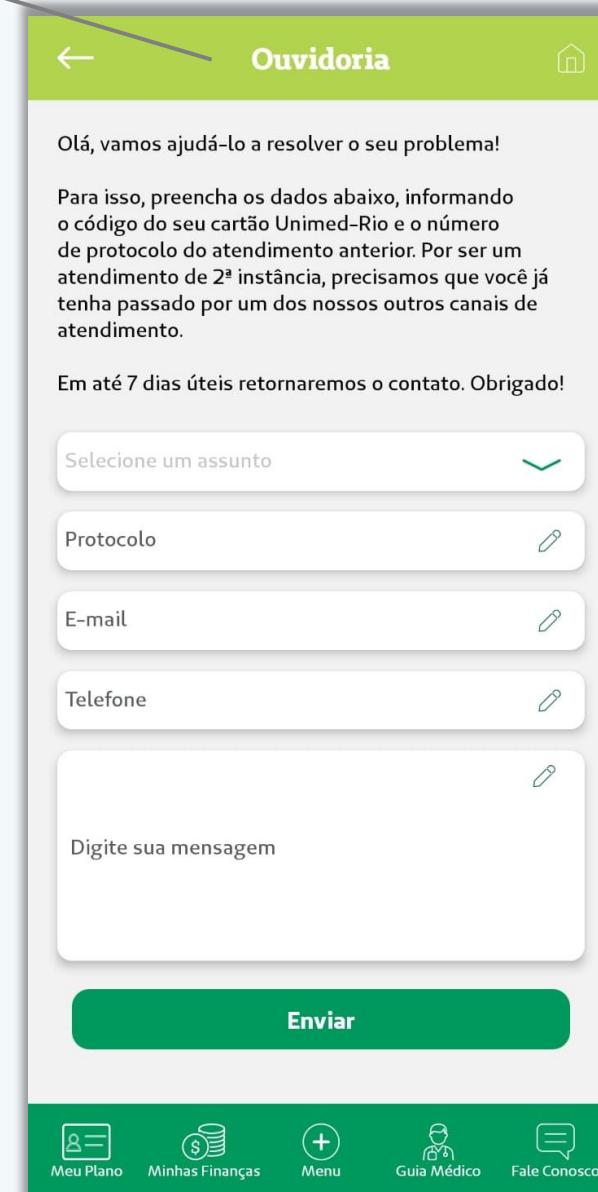 Ouvidoria
Olá, vamos ajudá-lo a resolver o seu problema!
Para isso, preencha os dados abaixo, informando
o código do seu cartão Unimed-Rio e o número
de protocolo do atendimento anterior. Por ser um
atendimento de 2ª instância, precisamos que você já
tenha passado por um dos nossos outros canais de
atendimento.
Em até 7 dias úteis retornaremos o contato. Obrigado!
Selecione um assunto
Protocolo
E-mail
Telefone
Digite sua mensagem
Enviar
Meu Plano Minhas Finanças Menu Guia Médico Fale Conosco